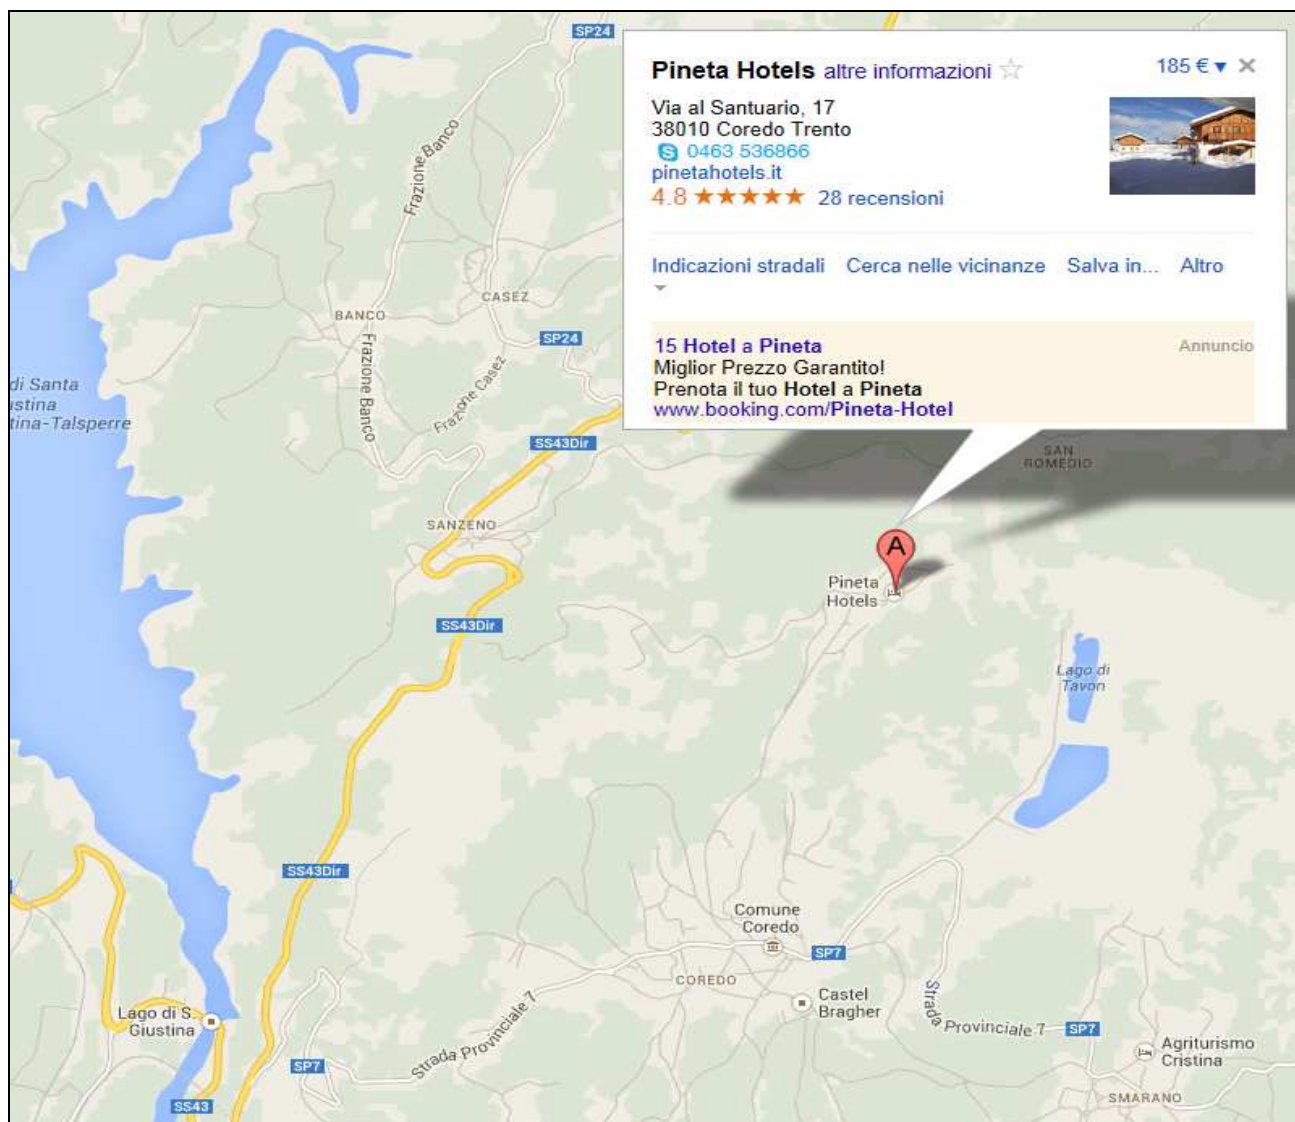 SP24
Pineta Hotels altre informazioni
185 €
Via al Santuario, 17
38010 Coredo Trento
0463 536866
pinetahotels.it
4.8 ★★★★★ 28 recensioni
Indicazioni stradali Cerca nelle vicinanze Salva in... Altro
15 Hotel a Pineta
Annuncio
Miglior Prezzo Garantito!
Prenota il tuo Hotel a Pineta
www.booking.com/Pineta-Hotel
Frazione Banco
CASEZ
BANCO
SP24
Frazione Banco
Frazione Casez
di Santa
ustina
tina-Talsperre
SS43Dir
SAN
ROMEDIO
SANZENO
A
Pineta
Hotels
SS43Dir
Lago di
Tavon
SS43Dir
Comune
Coredo
SP7
COREDO
Castel
Bragher
Strada Provinciale 7
Strada Provinciale 7
SP7
Lago di S.
Giustina
SP7
Agriturismo
Cristina
SMARANO
SS43